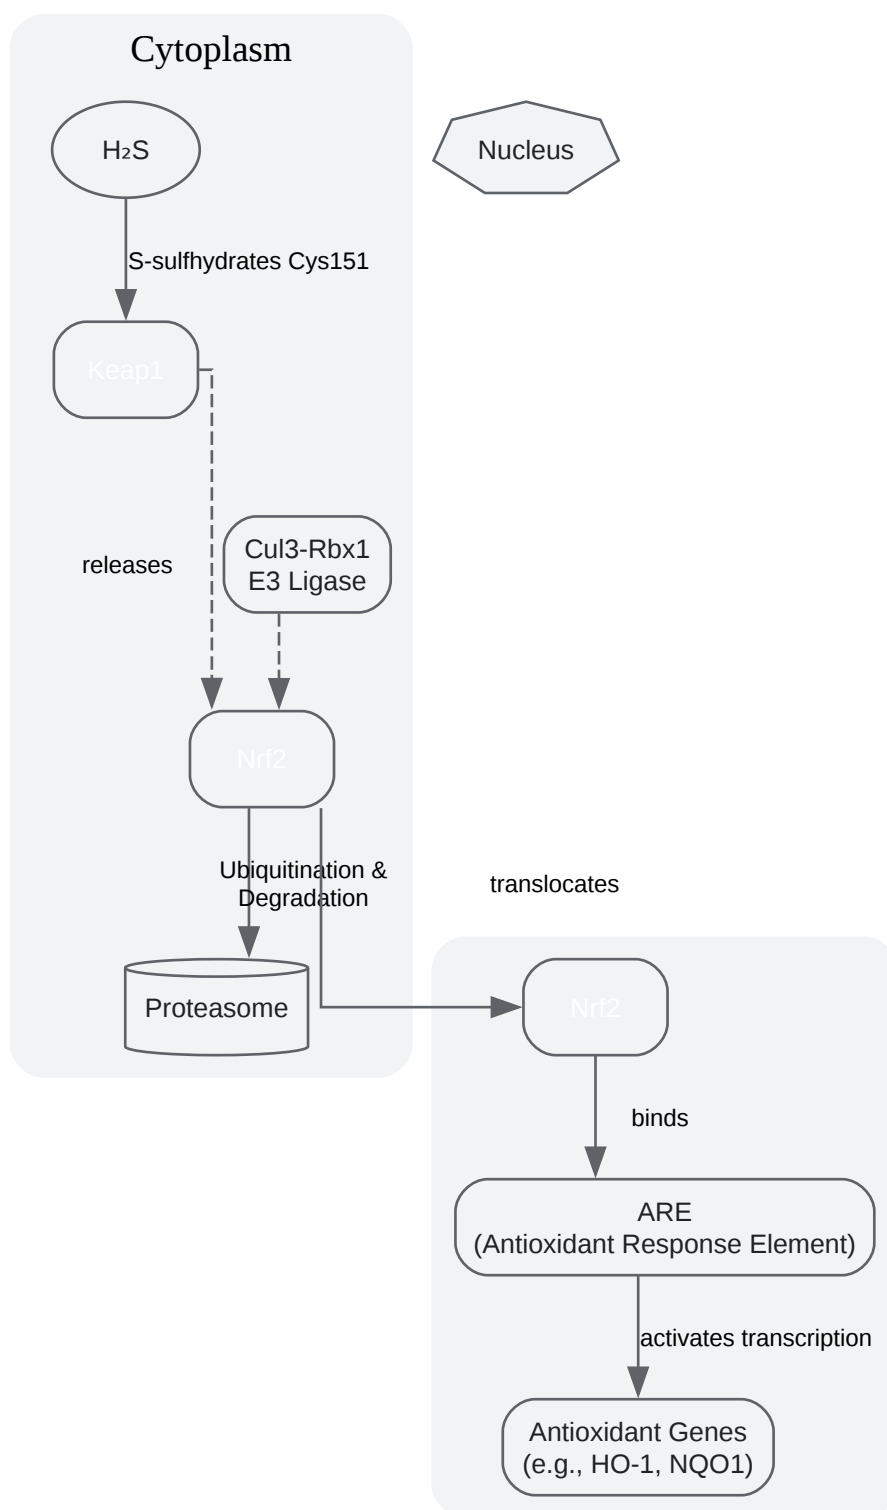 Cytoplasm
H₂S
Nucleus
S-sulfhydrates Cys151
Keap1
Cul3-Rbx1
E3 Ligase
releases
Nrf2
Ubiquitination &
Degradation
translocates
Proteasome
Nrf2
binds
ARE
(Antioxidant Response Element)
activates transcription
Antioxidant Genes
(e.g., HO-1, NQO1)